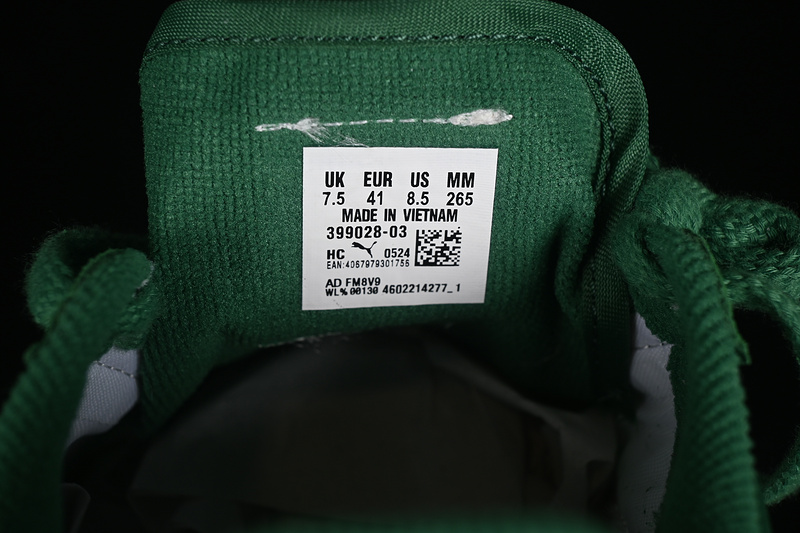 UK EUR US MM
7.5 41 8.5 265
MADE IN VIETNAM
399028-03
HC 0524
EAN:4067979301756
AD FM8V9
WL% 00130 4602214277_1